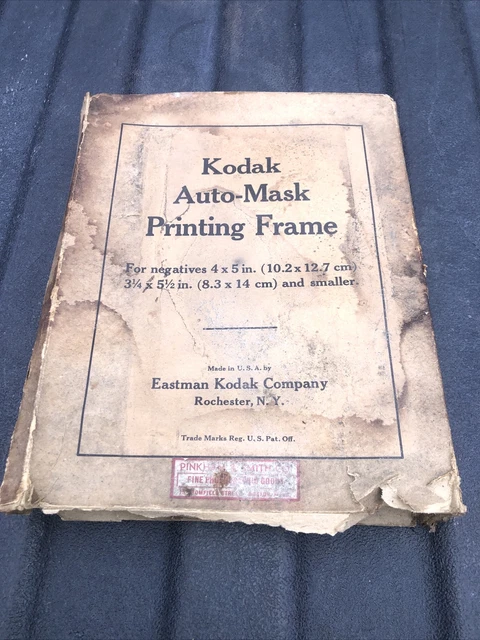 Kodak
Auto-Mask
Printing Frame
For negatives 4 x 5 in. (10.2 x 12.7 cm)
3¼ x 5½ in. (8.3 x 14 cm) and smaller.
Made in U. S. A. by
Eastman Kodak Company
Rochester, N. Y.
Trade Marks Reg. U. S. Pat. Off.
FINE